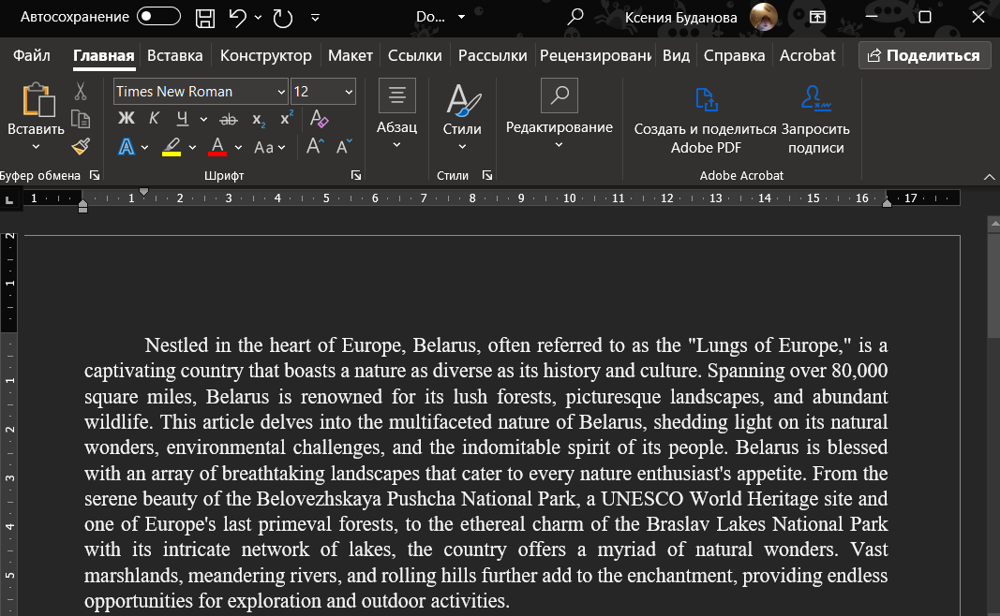 Автосохранение Do... Ксения Буданова
Файл Главная Вставка Конструктор Макет Ссылки Рассылки Рецензировани Вид Справка Acrobat Поделиться
Times New Roman 12
Вставить
Ж К Ч ab x₂ x²
A A Aa A^ Aˇ
Абзац
Стили
Редактирование
Создать и поделиться
Adobe PDF
Запросить
подписи
Буфер обмена Шрифт Стили Adobe Acrobat
1 1 2 3 4 5 6 7 8 9 10 11 12 13 14 15 16 17
2
1
1
2
3
4
5
Nestled in the heart of Europe, Belarus, often referred to as the "Lungs of Europe," is a
captivating country that boasts a nature as diverse as its history and culture. Spanning over 80,000
square miles, Belarus is renowned for its lush forests, picturesque landscapes, and abundant
wildlife. This article delves into the multifaceted nature of Belarus, shedding light on its natural
wonders, environmental challenges, and the indomitable spirit of its people. Belarus is blessed
with an array of breathtaking landscapes that cater to every nature enthusiast's appetite. From the
serene beauty of the Belovezhskaya Pushcha National Park, a UNESCO World Heritage site and
one of Europe's last primeval forests, to the ethereal charm of the Braslav Lakes National Park
with its intricate network of lakes, the country offers a myriad of natural wonders. Vast
marshlands, meandering rivers, and rolling hills further add to the enchantment, providing endless
opportunities for exploration and outdoor activities.